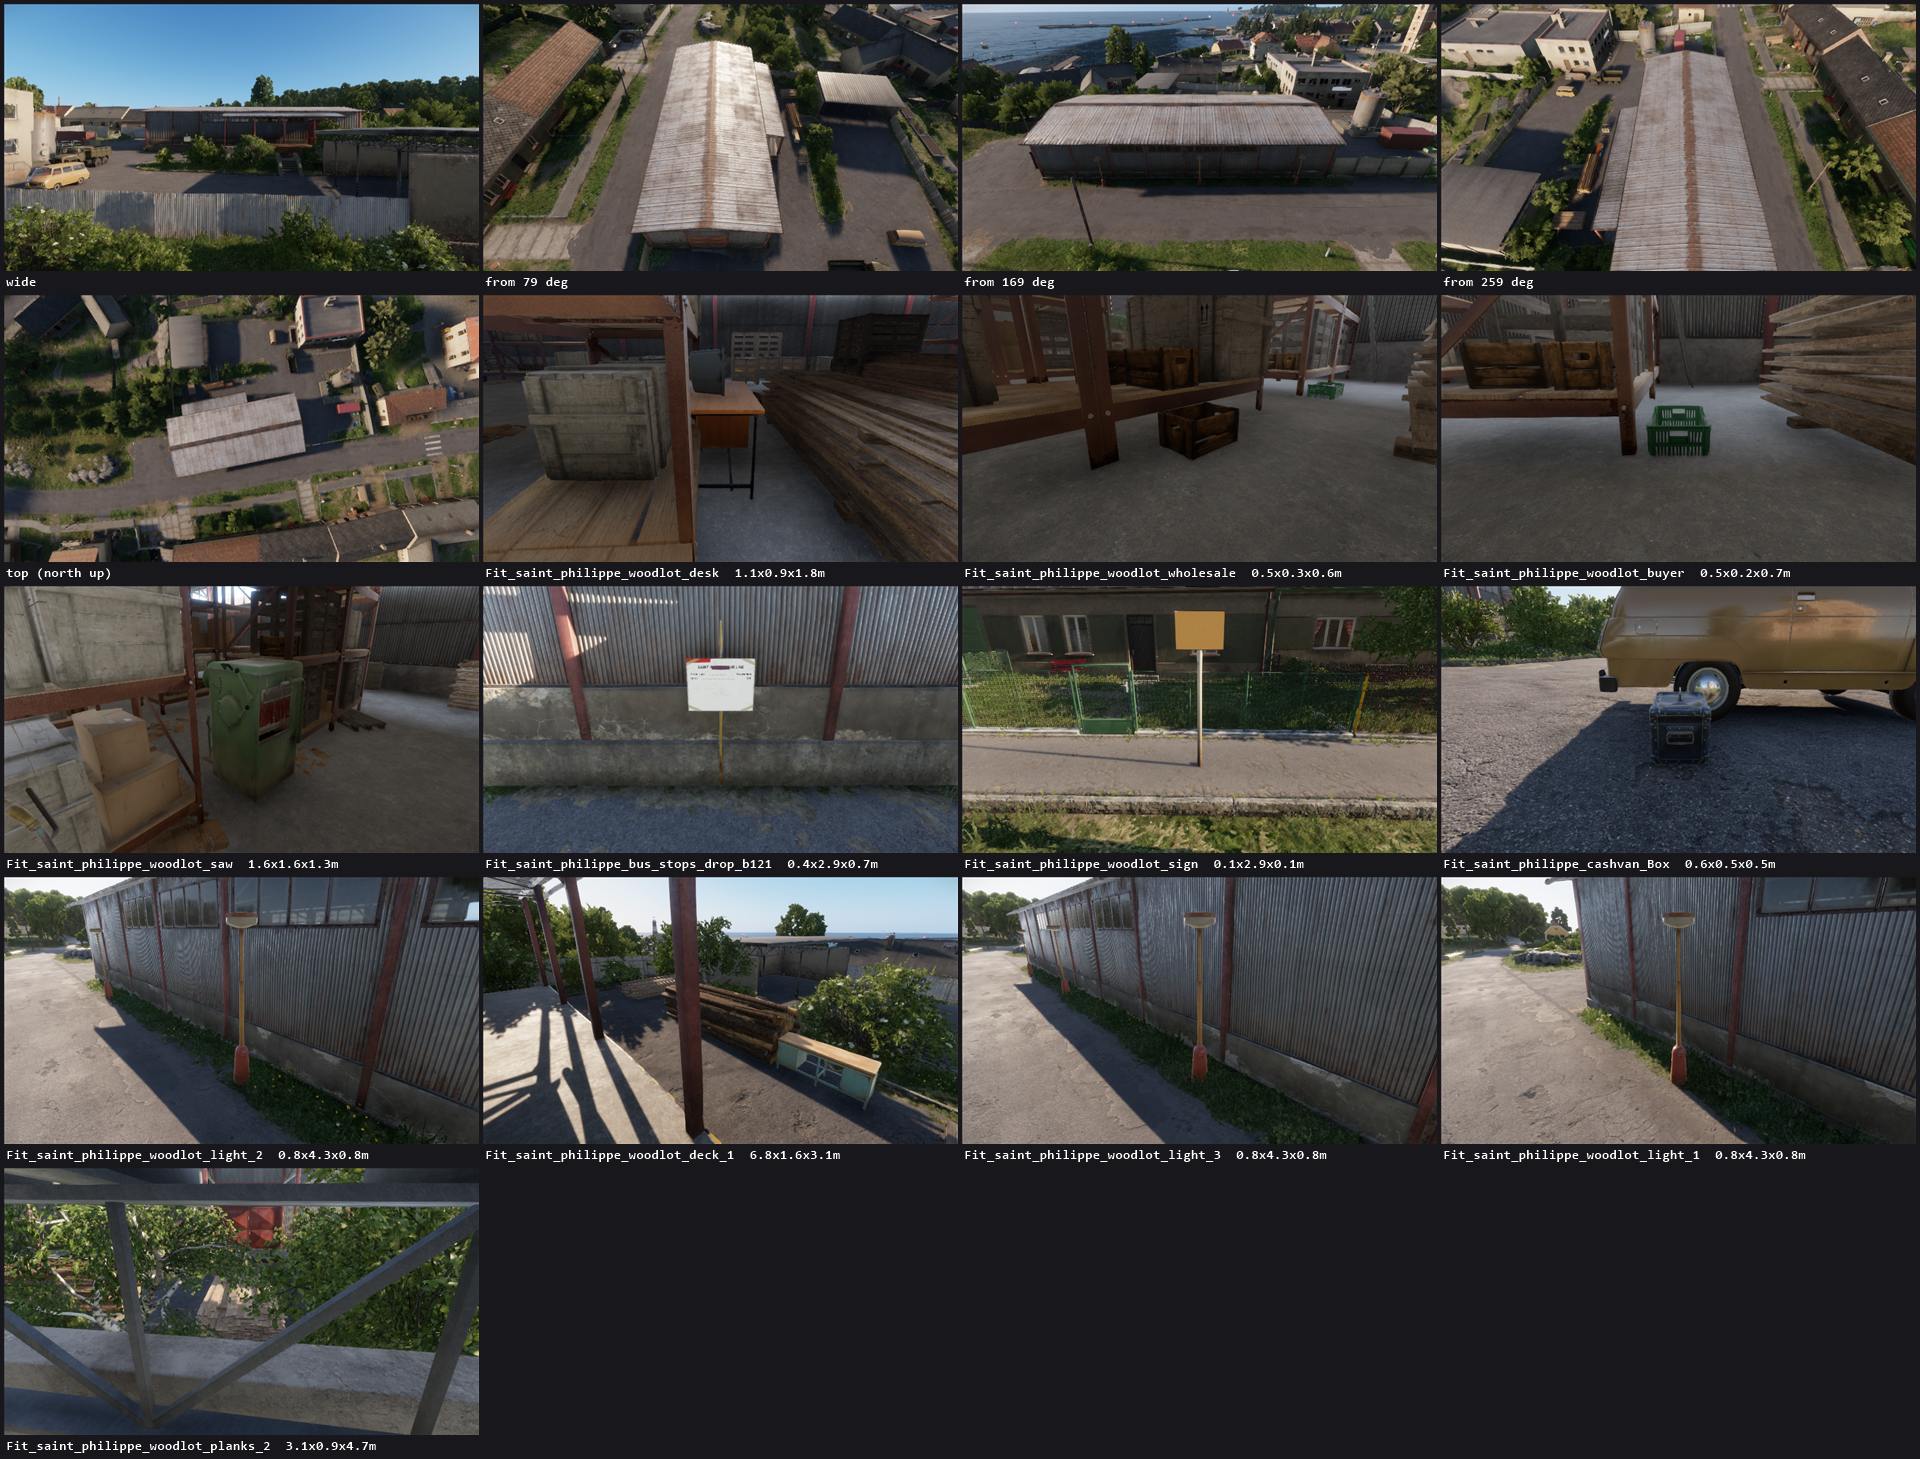 wide
from 79 deg
from 169 deg
from 259 deg
top (north up)
Fit_saint_philippe_woodlot_desk 1.1x0.9x1.8m
Fit_saint_philippe_woodlot_wholesale 0.5x0.3x0.6m
Fit_saint_philippe_woodlot_buyer 0.5x0.2x0.7m
Fit_saint_philippe_woodlot_saw 1.6x1.6x1.3m
Fit_saint_philippe_bus_stops_drop_b121 0.4x2.9x0.7m
Fit_saint_philippe_woodlot_sign 0.1x2.9x0.1m
Fit_saint_philippe_cashvan_Box 0.6x0.5x0.5m
Fit_saint_philippe_woodlot_light_2 0.8x4.3x0.8m
Fit_saint_philippe_woodlot_deck_1 6.8x1.6x3.1m
Fit_saint_philippe_woodlot_light_3 0.8x4.3x0.8m
Fit_saint_philippe_woodlot_light_1 0.8x4.3x0.8m
Fit_saint_philippe_woodlot_planks_2 3.1x0.9x4.7m